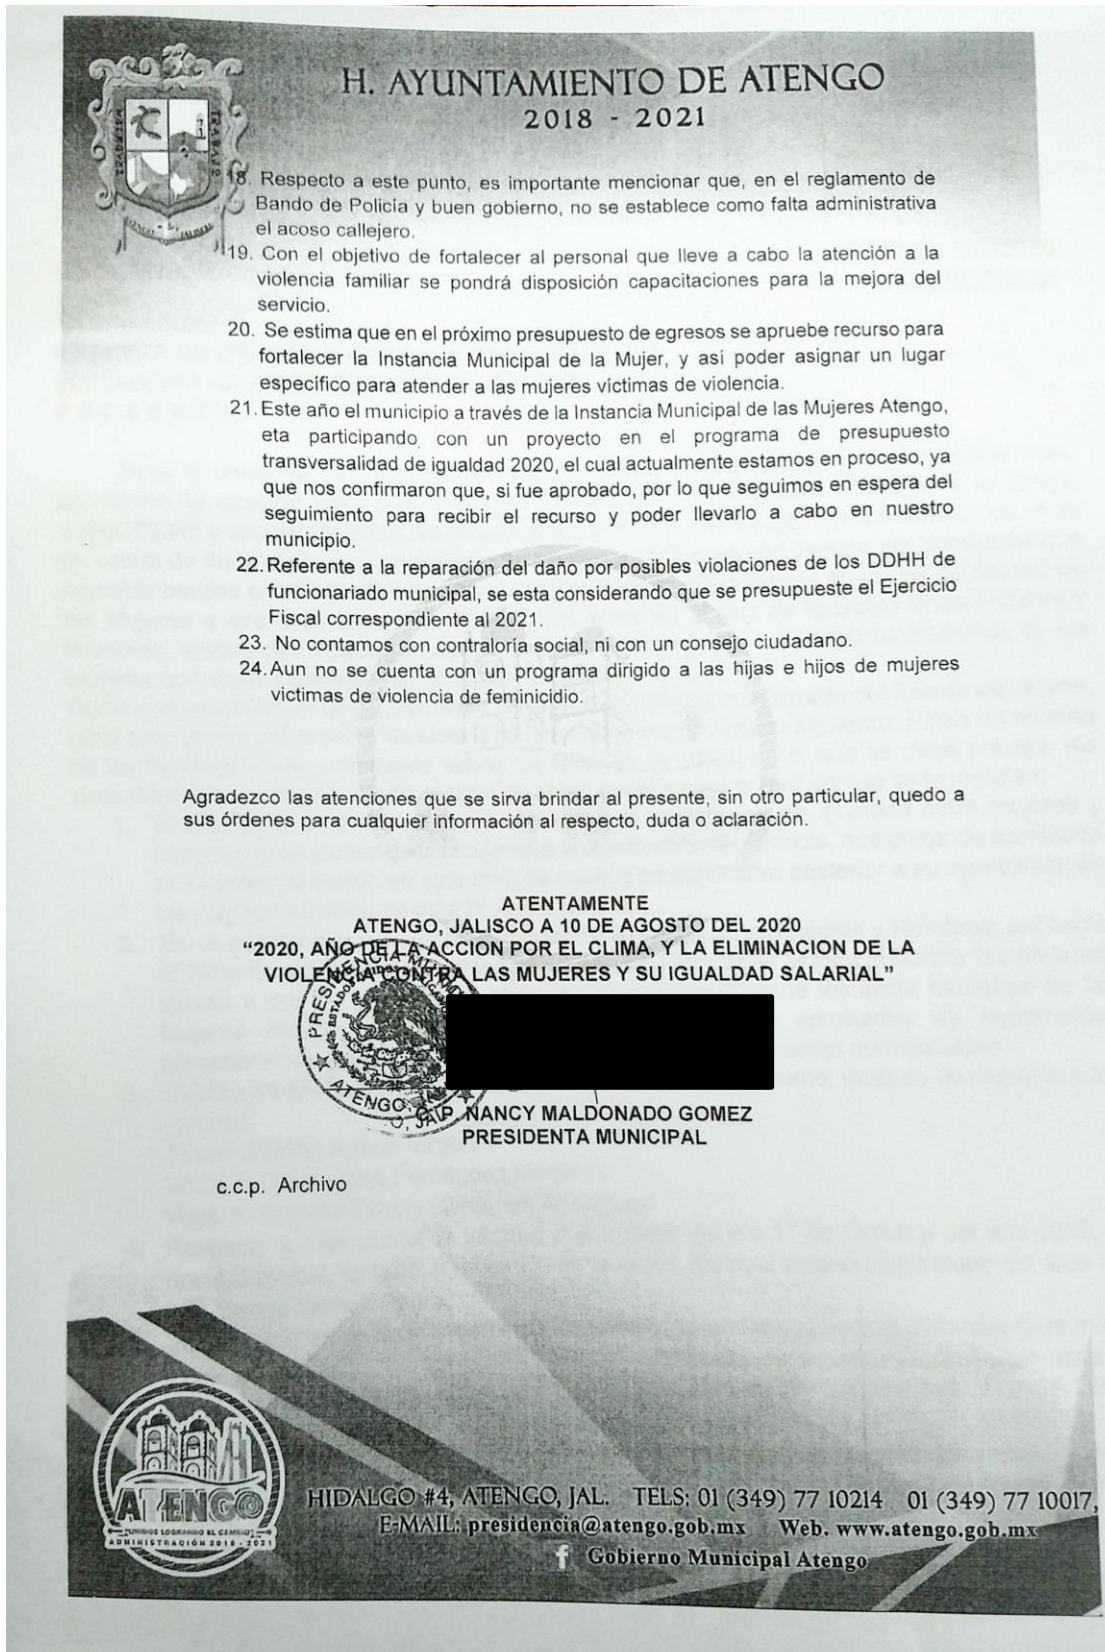 H. AYUNTAMIENTO DE ATENGO
2018 - 2021
TRABAJO
18. Respecto a este punto, es importante mencionar que, en el reglamento de
Bando de Policía y buen gobierno, no se establece como falta administrativa
el acoso callejero.
19. Con el objetivo de fortalecer al personal que lleve a cabo la atención a la
violencia familiar se pondrá disposición capacitaciones para la mejora del
servicio.
20. Se estima que en el próximo presupuesto de egresos se apruebe recurso para
fortalecer la Instancia Municipal de la Mujer, y así poder asignar un lugar
específico para atender a las mujeres víctimas de violencia.
21. Este año el municipio a través de la Instancia Municipal de las Mujeres Atengo,
eta participando con un proyecto en el programa de presupuesto
transversalidad de igualdad 2020, el cual actualmente estamos en proceso, ya
que nos confirmaron que, si fue aprobado, por lo que seguimos en espera del
seguimiento para recibir el recurso y poder llevarlo a cabo en nuestro
municipio.
22. Referente a la reparación del daño por posibles violaciones de los DDHH de
funcionariado municipal, se esta considerando que se presupueste el Ejercicio
Fiscal correspondiente al 2021.
23. No contamos con contraloría social, ni con un consejo ciudadano.
24. Aun no se cuenta con un programa dirigido a las hijas e hijos de mujeres
victimas de violencia de feminicidio.
Agradezco las atenciones que se sirva brindar al presente, sin otro particular, quedo a
sus órdenes para cualquier información al respecto, duda o aclaración.
ATENTAMENTE
ATENGO, JALISCO A 10 DE AGOSTO DEL 2020
“2020, AÑO DE LA ACCION POR EL CLIMA, Y LA ELIMINACION DE LA
VIOLENCIA CONTRA LAS MUJERES Y SU IGUALDAD SALARIAL”
PRESIDENCIA
ATENGO, JAL.
C.P. NANCY MALDONADO GOMEZ
PRESIDENTA MUNICIPAL
c.c.p. Archivo
ATENGO
"UNIDOS LOGRANDO EL CAMBIO"
ADMINISTRACIÓN 2018 - 2021
HIDALGO #4, ATENGO, JAL. TELS: 01 (349) 77 10214 01 (349) 77 10017,
E-MAIL: presidencia@atengo.gob.mx Web. www.atengo.gob.mx
f Gobierno Municipal Atengo